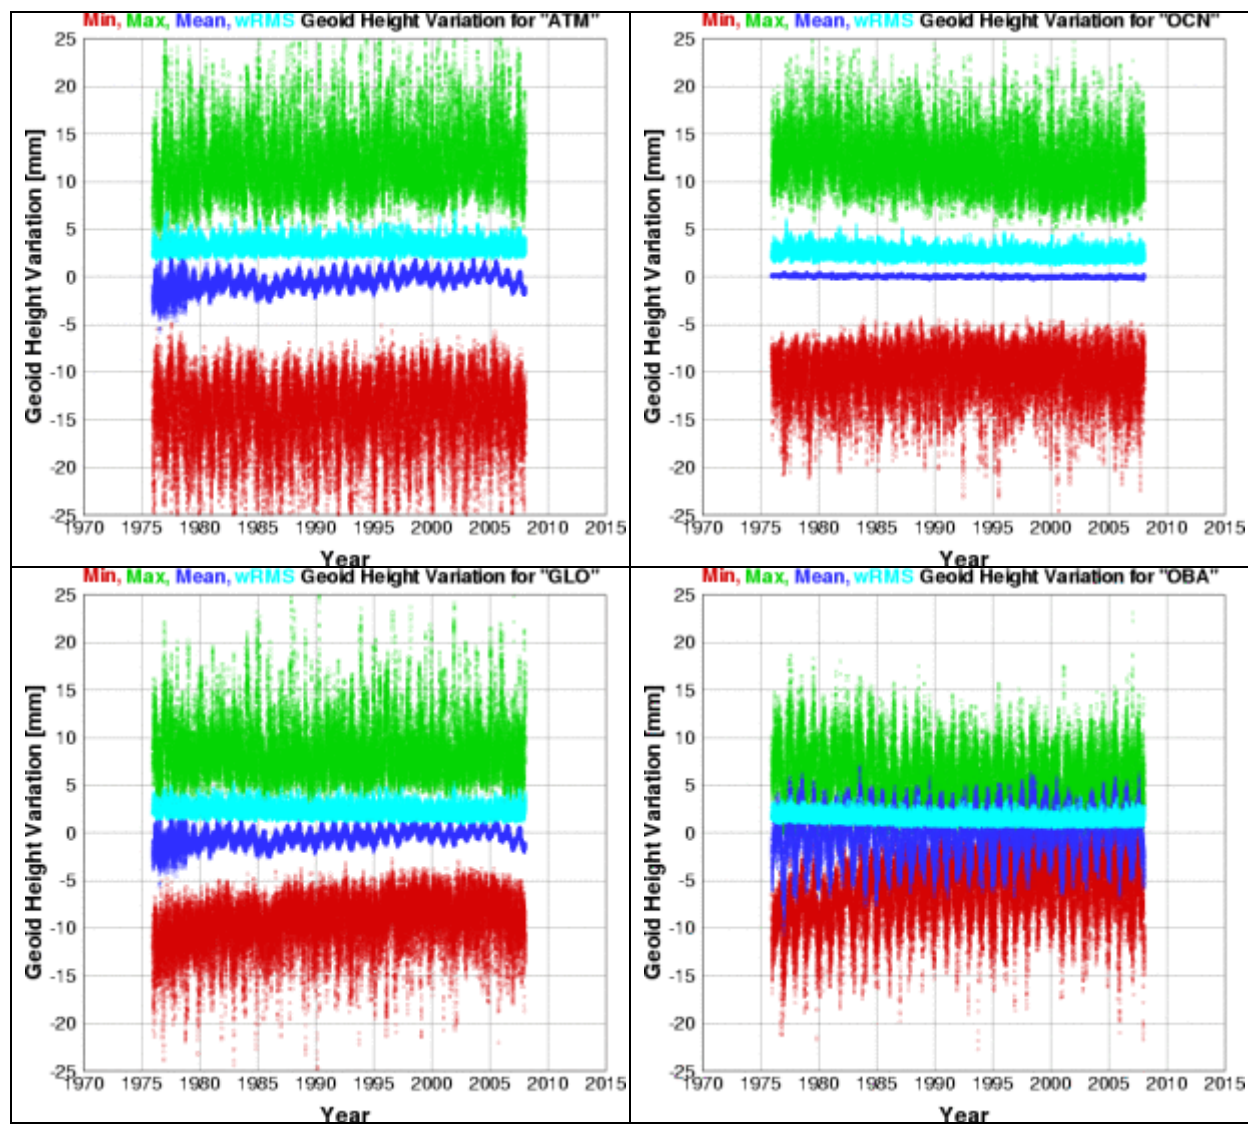 Min, Max, Mean, wRMS Geoid Height Variation for "ATM"
Geoid Height Variation [mm]
25
20
15
10
5
0
-5
-10
-15
-20
-25
1970 1975 1980 1985 1990 1995 2000 2005 2010 2015
Year
Min, Max, Mean, wRMS Geoid Height Variation for "OCN"
Geoid Height Variation [mm]
25
20
15
10
5
0
-5
-10
-15
-20
-25
1970 1975 1980 1985 1990 1995 2000 2005 2010 2015
Year
Min, Max, Mean, wRMS Geoid Height Variation for "GLO"
Geoid Height Variation [mm]
25
20
15
10
5
0
-5
-10
-15
-20
-25
1970 1975 1980 1985 1990 1995 2000 2005 2010 2015
Year
Min, Max, Mean, wRMS Geoid Height Variation for "OBA"
Geoid Height Variation [mm]
25
20
15
10
5
0
-5
-10
-15
-20
-25
1970 1975 1980 1985 1990 1995 2000 2005 2010 2015
Year